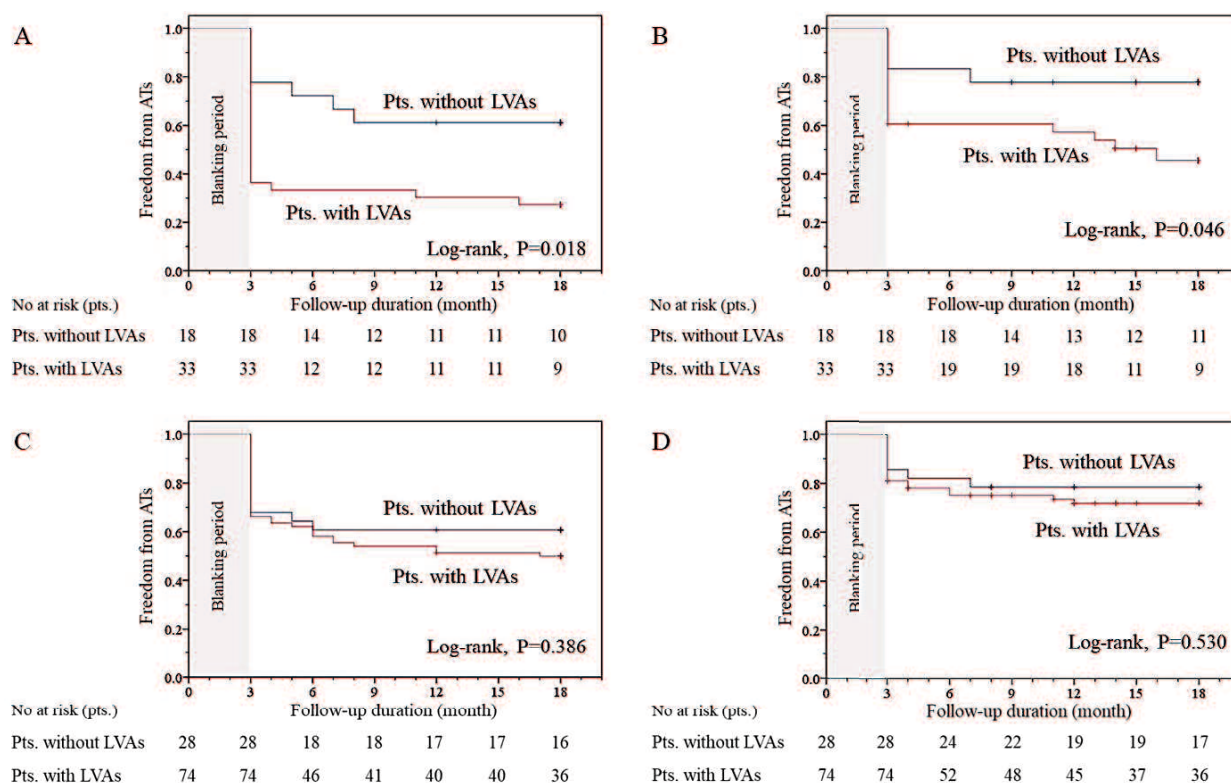 A
1.0
0.8
0.6
0.4
0.2
0.0
Freedom from ATs
Blanking period
Pts. without LVAs
Pts. with LVAs
Log-rank, P=0.018
0 3 6 9 12 15 18
No at risk (pts.) Follow-up duration (month)
Pts. without LVAs 18 18 14 12 11 11 10
Pts. with LVAs 33 33 12 12 11 11 9
B
1.0
0.8
0.6
0.4
0.2
0.0
Freedom from ATs
Blanking period
Pts. without LVAs
Pts. with LVAs
Log-rank, P=0.046
0 3 6 9 12 15 18
No at risk (pts.) Follow-up duration (month)
Pts. without LVAs 18 18 18 14 13 12 11
Pts. with LVAs 33 33 19 19 18 11 9
C
1.0
0.8
0.6
0.4
0.2
0.0
Freedom from ATs
Blanking period
Pts. without LVAs
Pts. with LVAs
Log-rank, P=0.386
0 3 6 9 12 15 18
No at risk (pts.) Follow-up duration (month)
Pts. without LVAs 28 28 18 18 17 17 16
Pts. with LVAs 74 74 46 41 40 40 36
D
1.0
0.8
0.6
0.4
0.2
0.0
Freedom from ATs
Blanking period
Pts. without LVAs
Pts. with LVAs
Log-rank, P=0.530
0 3 6 9 12 15 18
No at risk (pts.) Follow-up duration (month)
Pts. without LVAs 28 28 24 22 19 19 17
Pts. with LVAs 74 74 52 48 45 37 36